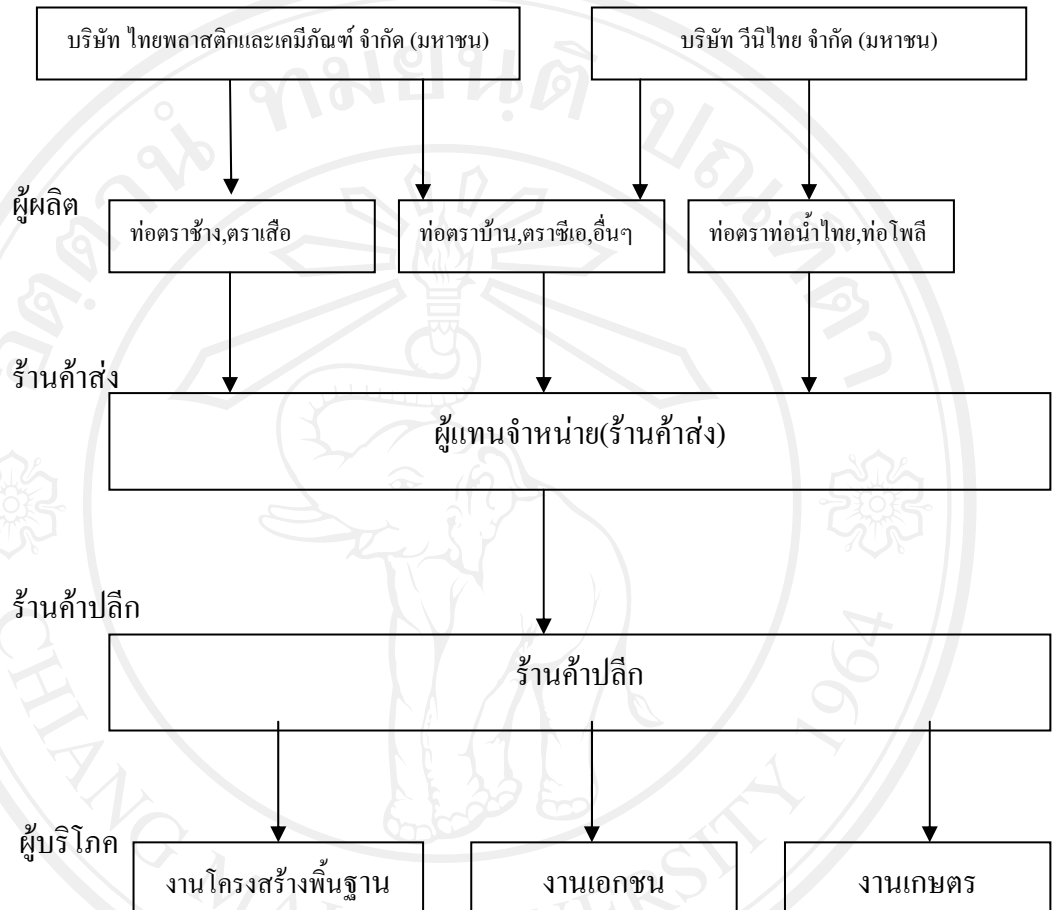 บริษัท ไทยพลาสติกและเคมีภัณฑ์ จำกัด (มหาชน)
บริษัท วีนิไทย จำกัด (มหาชน)
ผู้ผลิต
ท่อตราช้าง,ตราเสือ
ท่อตราบ้าน,ตราซีเอ,อื่นๆ
ท่อตราท่อน้ำไทย,ท่อโพลี
ร้านค้าส่ง
ผู้แทนจำหน่าย(ร้านค้าส่ง)
ร้านค้าปลีก
ร้านค้าปลีก
ผู้บริโภค
งานโครงสร้างพื้นฐาน
งานเอกชน
งานเกษตร
CHIANG MAI UNIVERSITY 1964